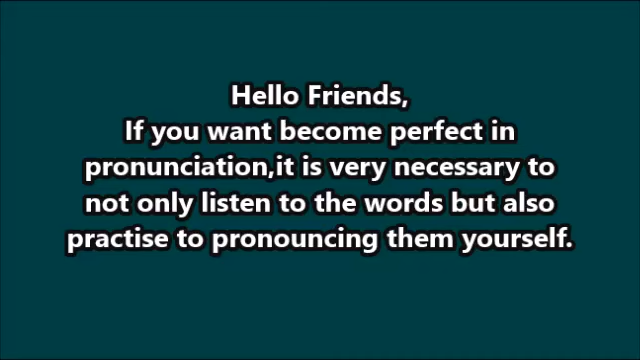 Hello Friends,
If you want become perfect in
pronunciation,it is very necessary to
not only listen to the words but also
practise to pronouncing them yourself.